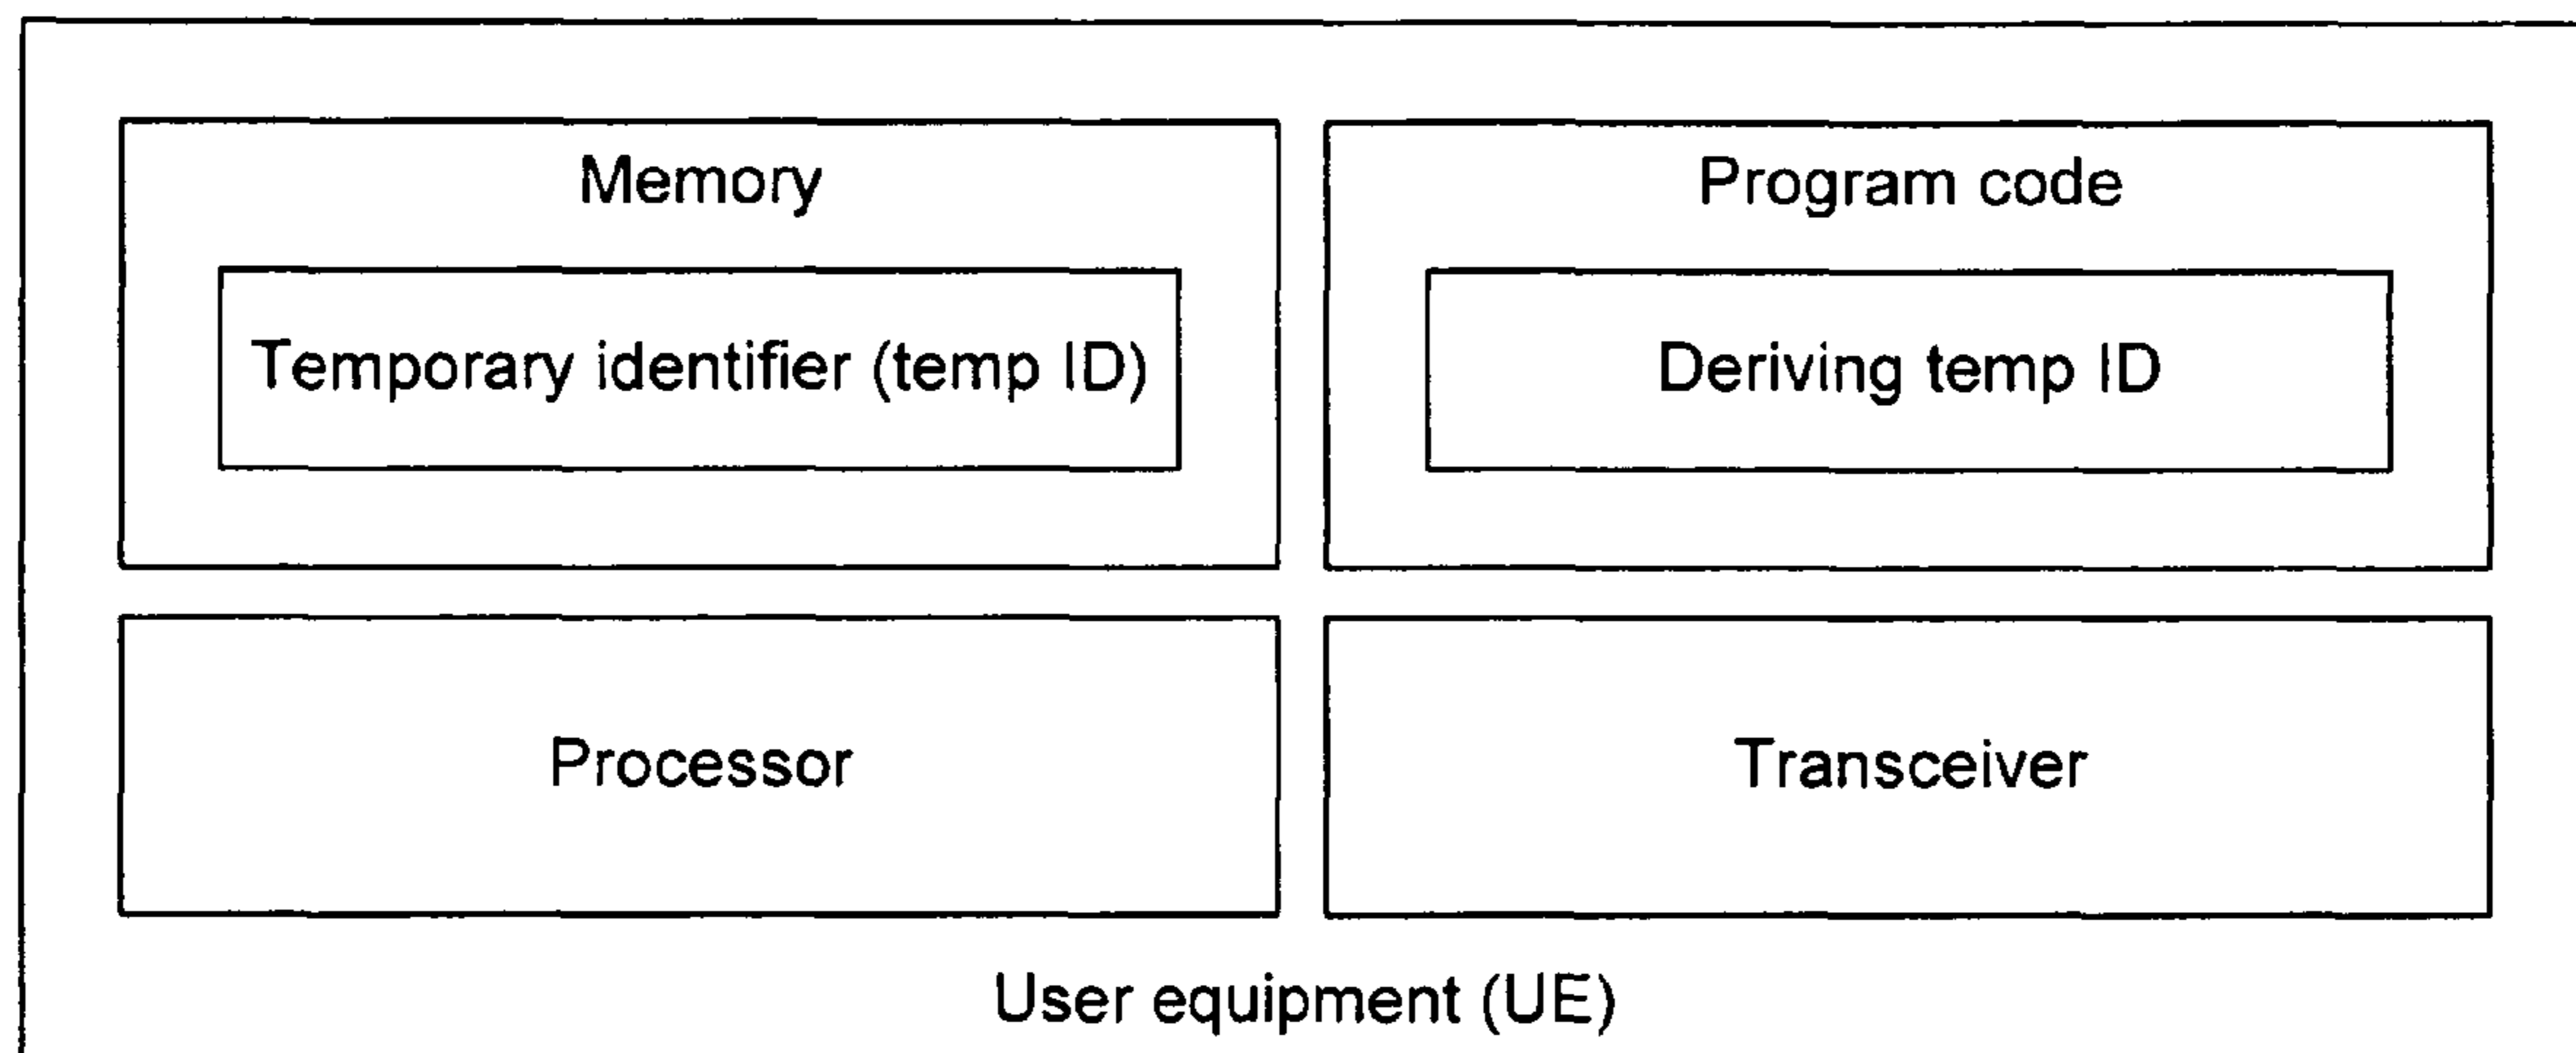 Memory
Program code
Temporary identifier (temp ID)
Deriving temp ID
Processor
Transceiver
User equipment (UE)